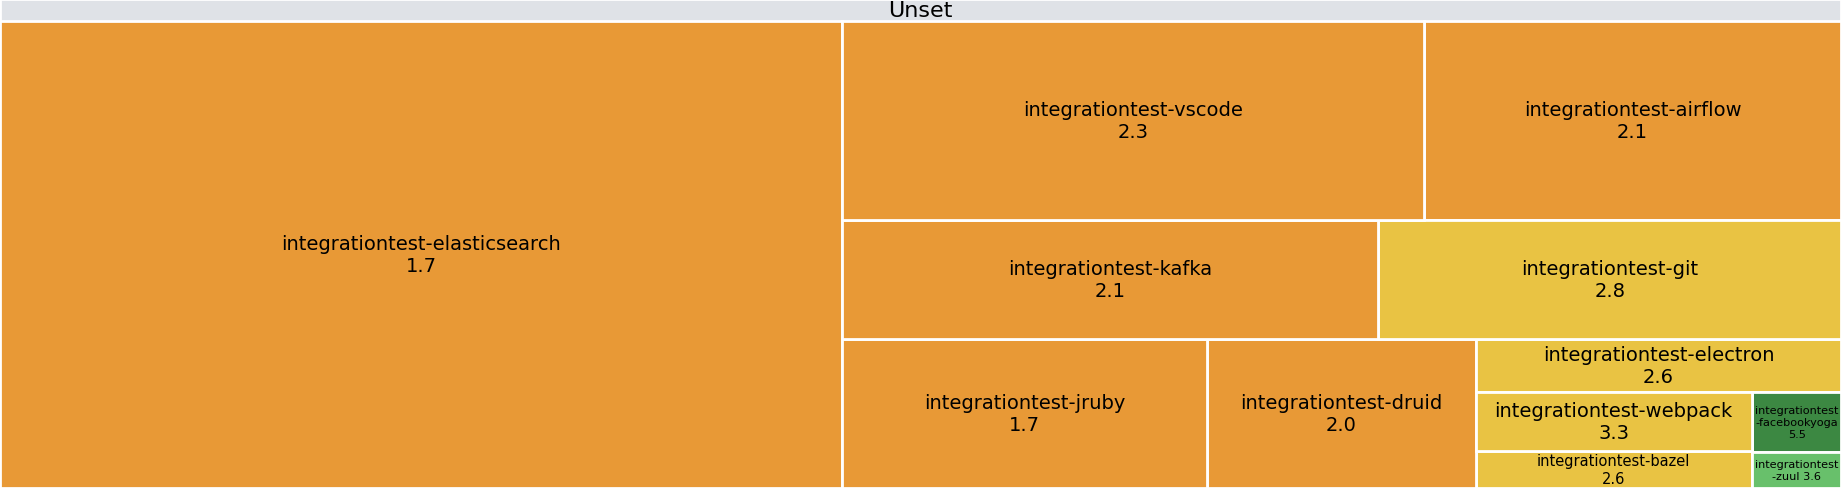 Unset
integrationtest-elasticsearch
1.7
integrationtest-vscode
2.3
integrationtest-airflow
2.1
integrationtest-kafka
2.1
integrationtest-git
2.8
integrationtest-jruby
1.7
integrationtest-druid
2.0
integrationtest-electron
2.6
integrationtest-webpack
3.3
integrationtest
-facebookyoga
5.5
integrationtest-bazel
2.6
integrationtest
-zuul 3.6